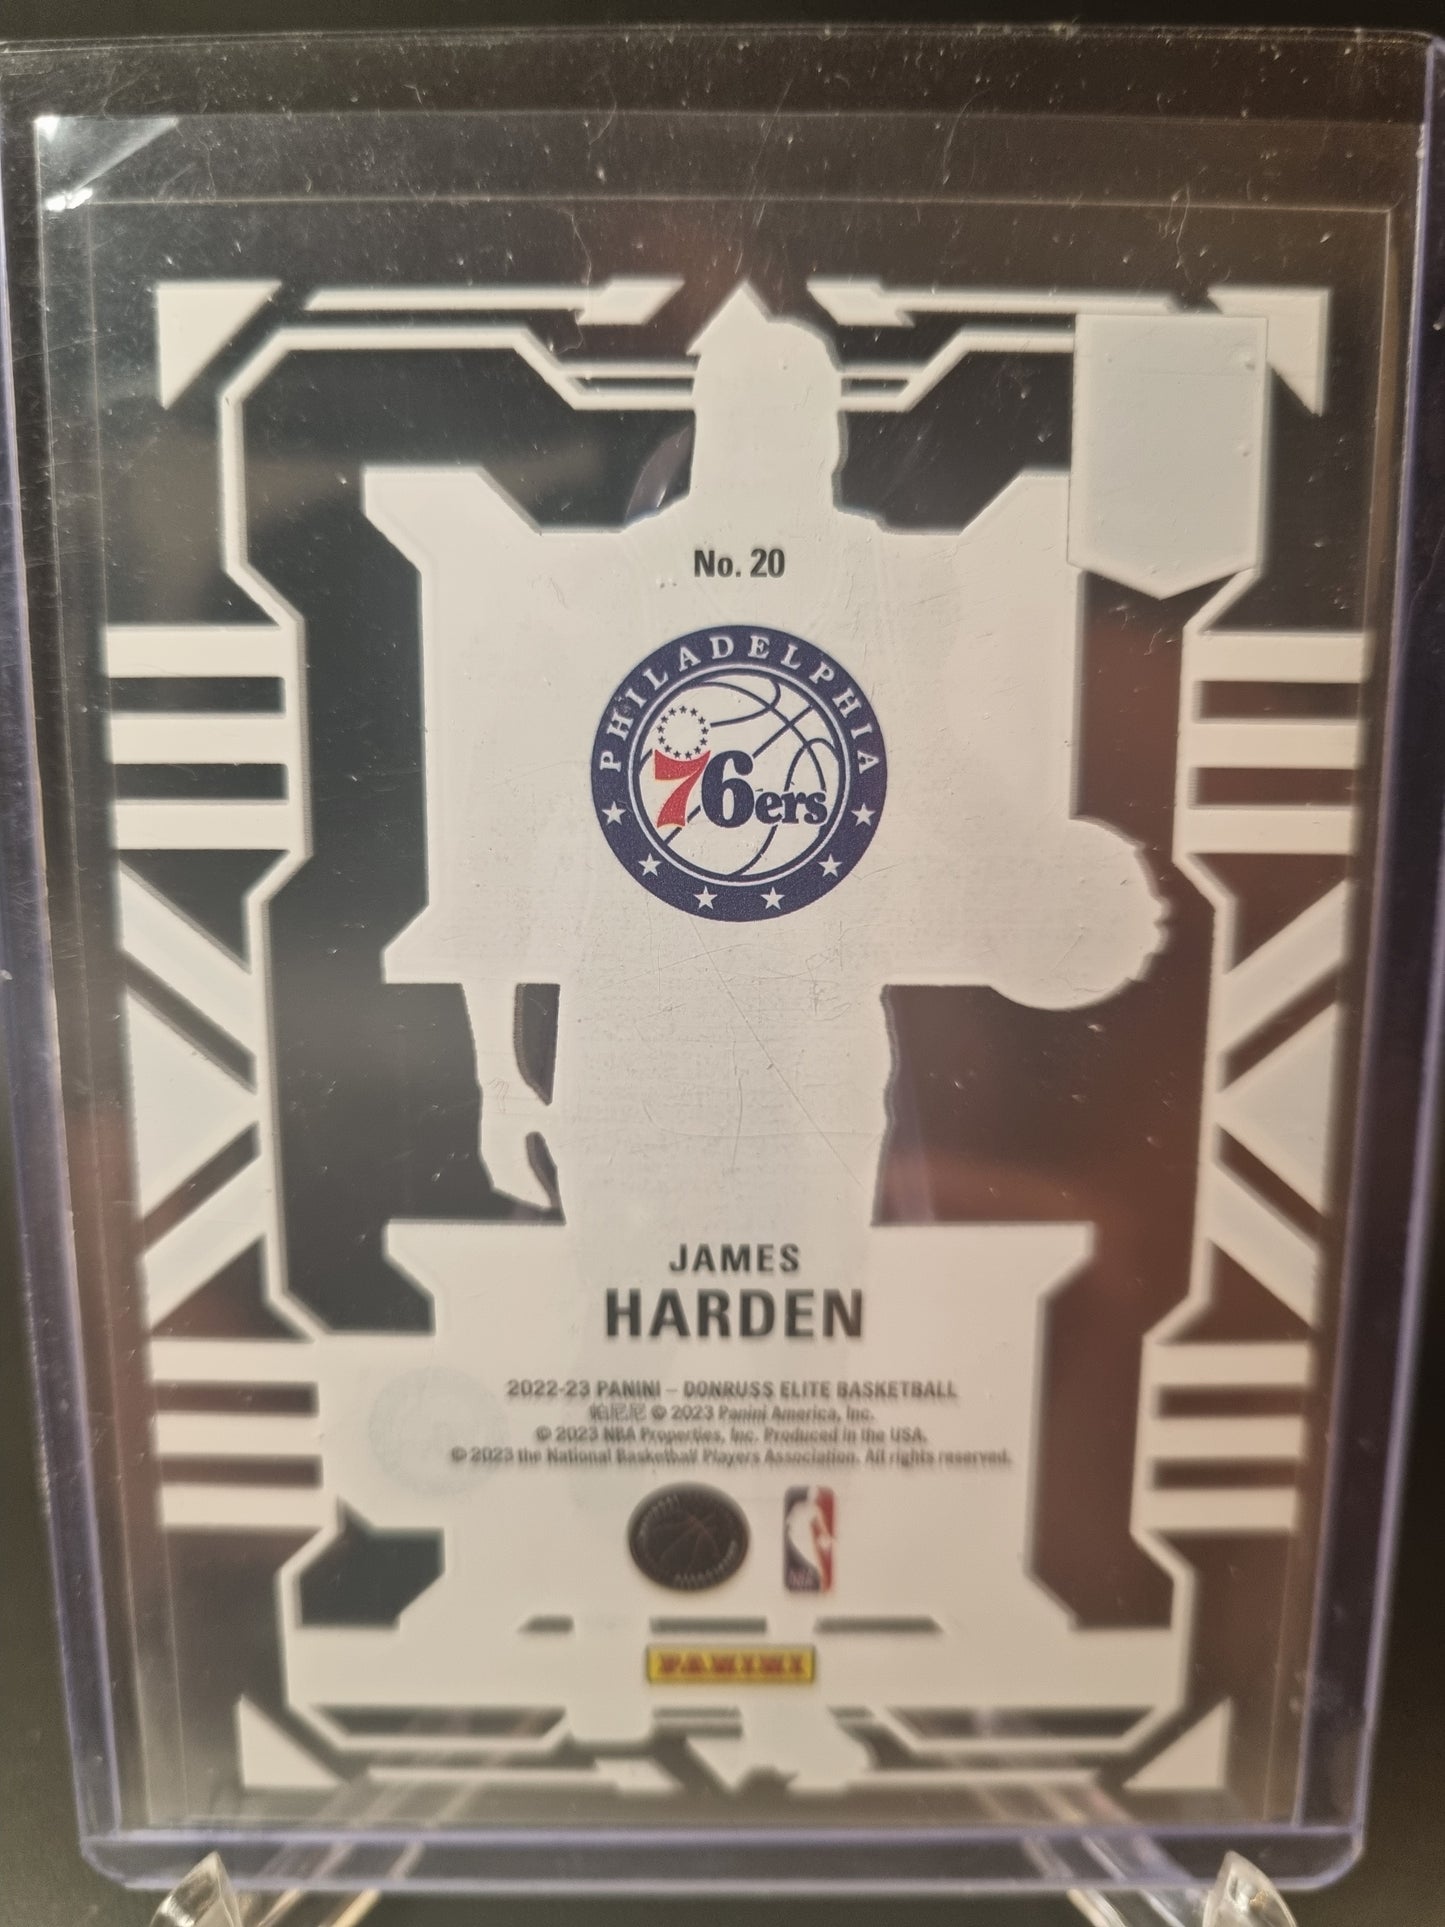 No. 20
PHILADELPHIA
76ers
JAMES
HARDEN
2022-23 PANINI – DONRUSS ELITE BASKETBALL
帕尼尼 © 2023 Panini America, Inc.
© 2023 NBA Properties, Inc. Produced in the USA.
© 2023 the National Basketball Players Association. All rights reserved.
NBA
PANINI